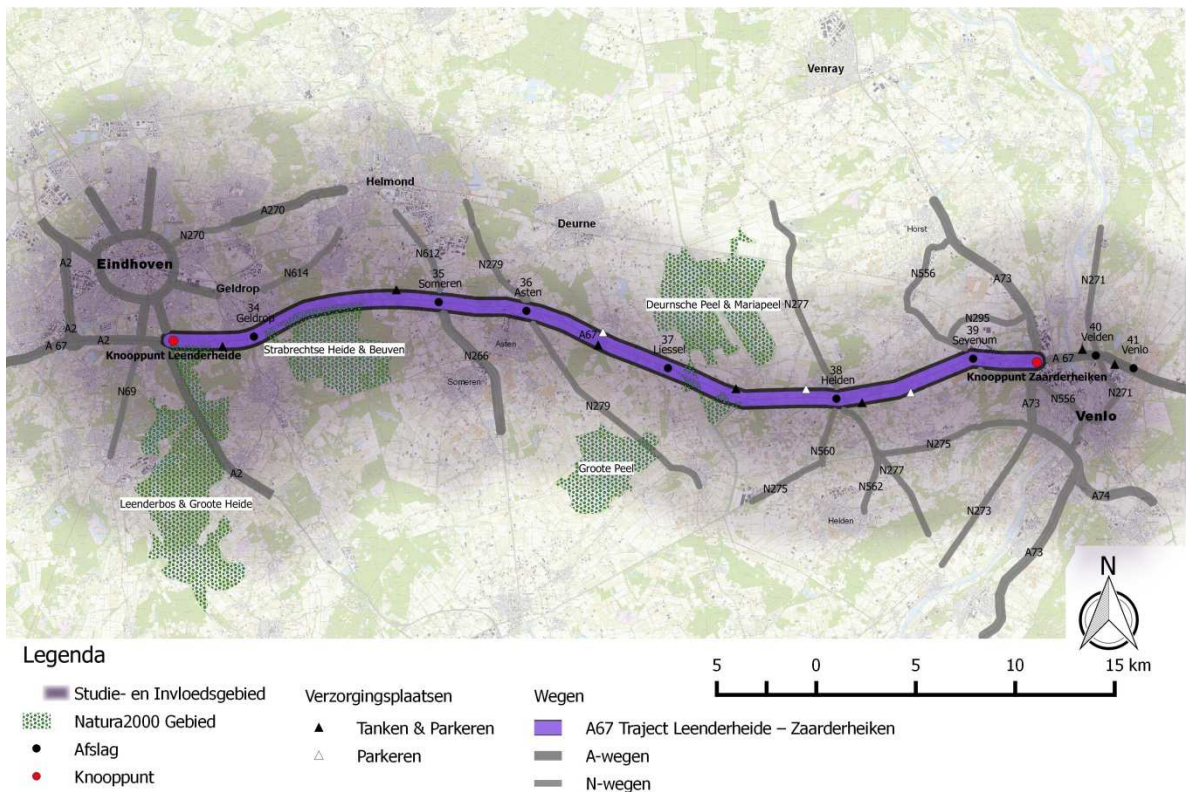 Venray
Helmond
A270
Deurne
N270
Horst
A2
Eindhoven
N612
N279
N556
A73
N271
35
Someren
N614
Geldrop
36
Asten
Deurnsche Peel & Mariapeel
N277
34
Geldrop
N295
39
Sevenum
40
Velden
41
Venlo
A2
A 67
A2
Knooppunt Leenderheide
Strabrechtse Heide & Beuven
Asten
A67
37
Liessel
A 67
Knooppunt Zaarderheiken
38
Helden
N69
N266
Someren
N279
N556
N271
A73
Venlo
N560
N275
Groote Peel
N275
N277
N562
A2
Leenderbos & Groote Heide
Helden
N273
A74
A73
N
Legenda
Studie- en Invloedsgebied
Natura2000 Gebied
Afslag
Knooppunt
Verzorgingsplaatsen
Tanken & Parkeren
Parkeren
Wegen
A67 Traject Leenderheide – Zaarderheiken
A-wegen
N-wegen
5 0 5 10 15 km